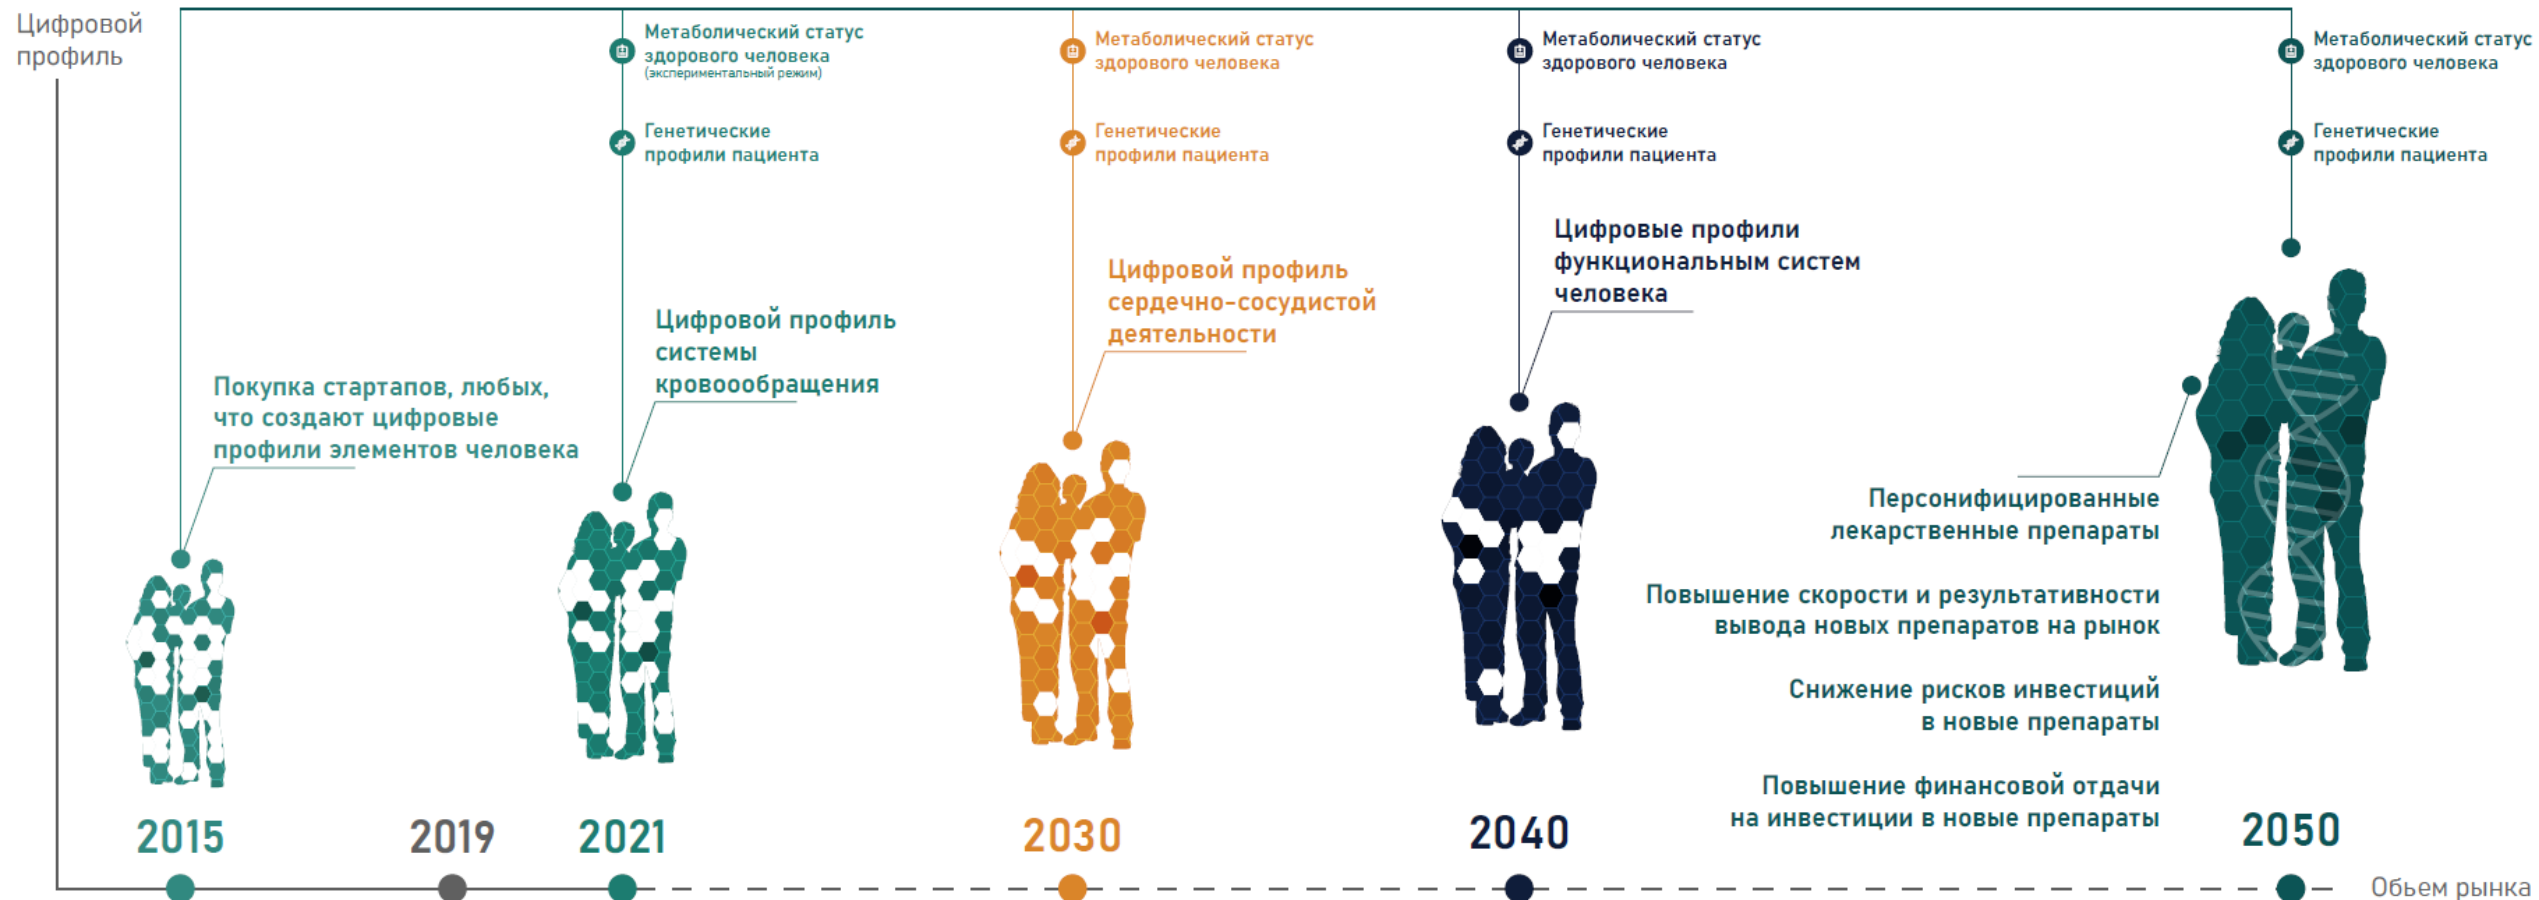 Цифровой
профиль
Метаболический статус
здорового человека
(экспериментальный режим)
Генетические
профили пациента
Метаболический статус
здорового человека
Генетические
профили пациента
Метаболический статус
здорового человека
Генетические
профили пациента
Метаболический статус
здорового человека
Генетические
профили пациента
Покупка стартапов, любых,
что создают цифровые
профили элементов человека
Цифровой профиль
системы
кровоообращения
Цифровой профиль
сердечно-сосудистой
деятельности
Цифровые профили
функциональным систем
человека
Персонифицированные
лекарственные препараты
Повышение скорости и результативности
вывода новых препаратов на рынок
Снижение рисков инвестиций
в новые препараты
Повышение финансовой отдачи
на инвестиции в новые препараты
2015
2019
2021
2030
2040
2050
Обьем рынка